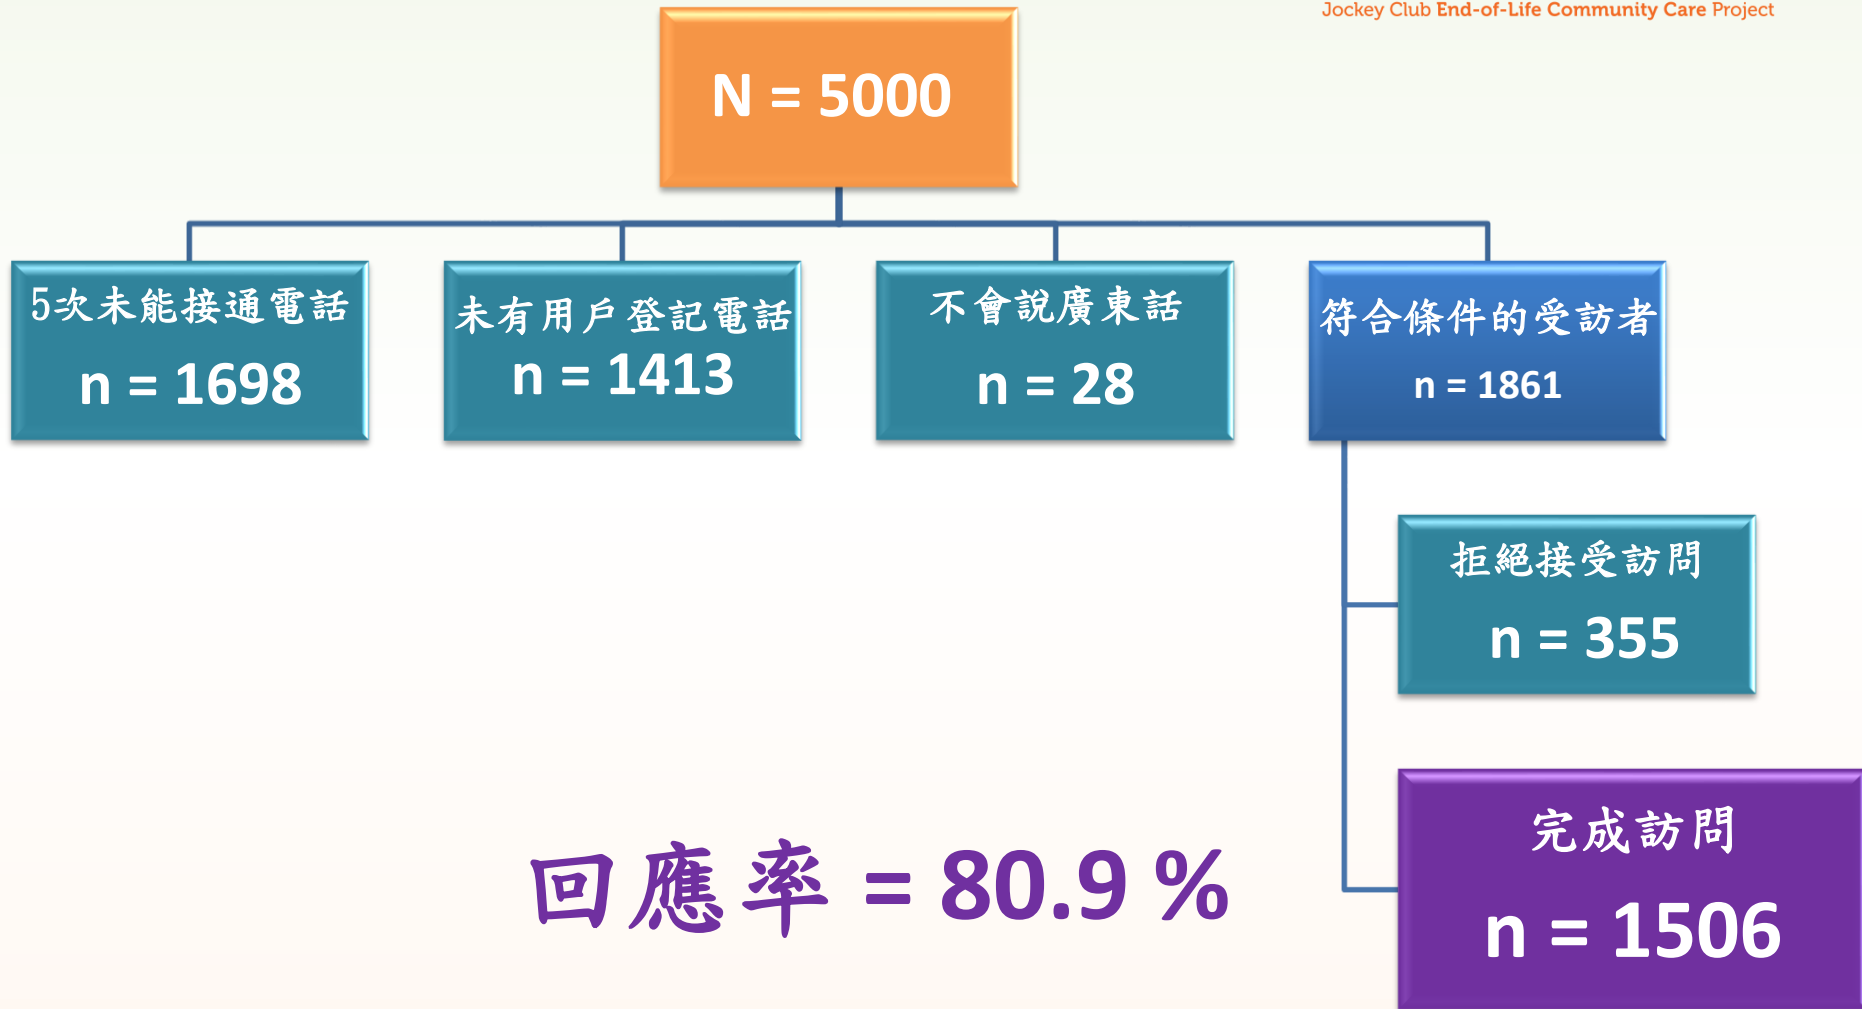 Jockey Club End-of-Life Community Care Project
N = 5000
5次未能接通電話
n = 1698
未有用戶登記電話
n = 1413
不會說廣東話
n = 28
符合條件的受訪者
n = 1861
拒絕接受訪問
n = 355
完成訪問
n = 1506
回應率 = 80.9 %